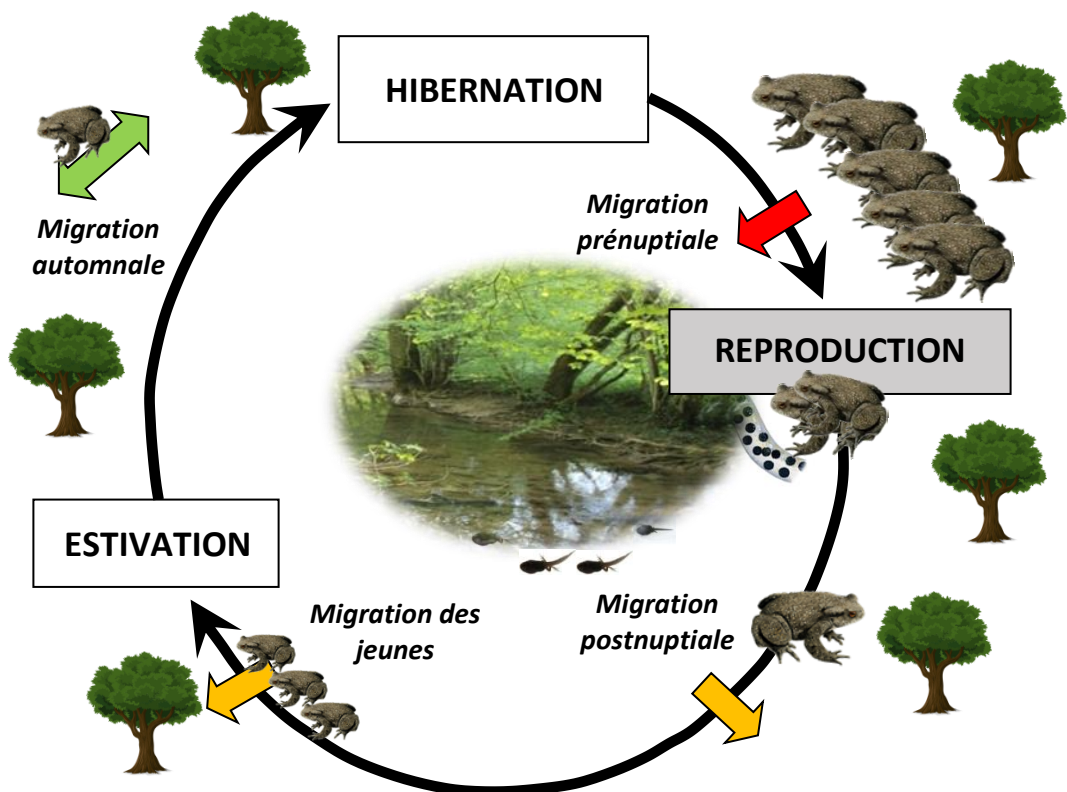 HIBERNATION
Migration
prénuptiale
Migration
automnale
REPRODUCTION
ESTIVATION
Migration des
jeunes
Migration
postnuptiale